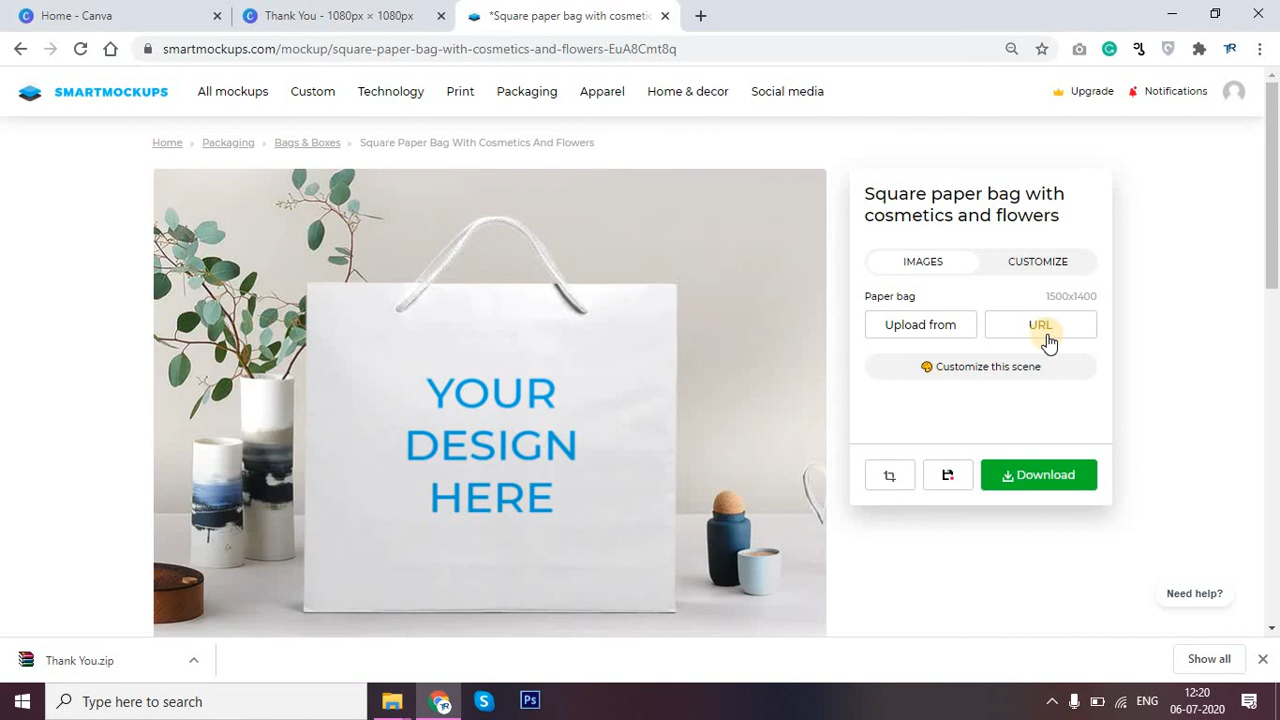 Home - Canva
Thank You - 1080px × 1080px
*Square paper bag with cosmetic
smartmockups.com/mockup/square-paper-bag-with-cosmetics-and-flowers-EuA8Cmt8q
SMARTMOCKUPS
All mockups
Custom
Technology
Print
Packaging
Apparel
Home & decor
Social media
Upgrade
Notifications
Home » Packaging » Bags & Boxes » Square Paper Bag With Cosmetics And Flowers
YOUR
DESIGN
HERE
Square paper bag with
cosmetics and flowers
IMAGES
CUSTOMIZE
Paper bag
1500x1400
Upload from
URL
Customize this scene
Download
Need help?
Thank You.zip
Show all
Type here to search
Ps
ENG
12:20
06-07-2020